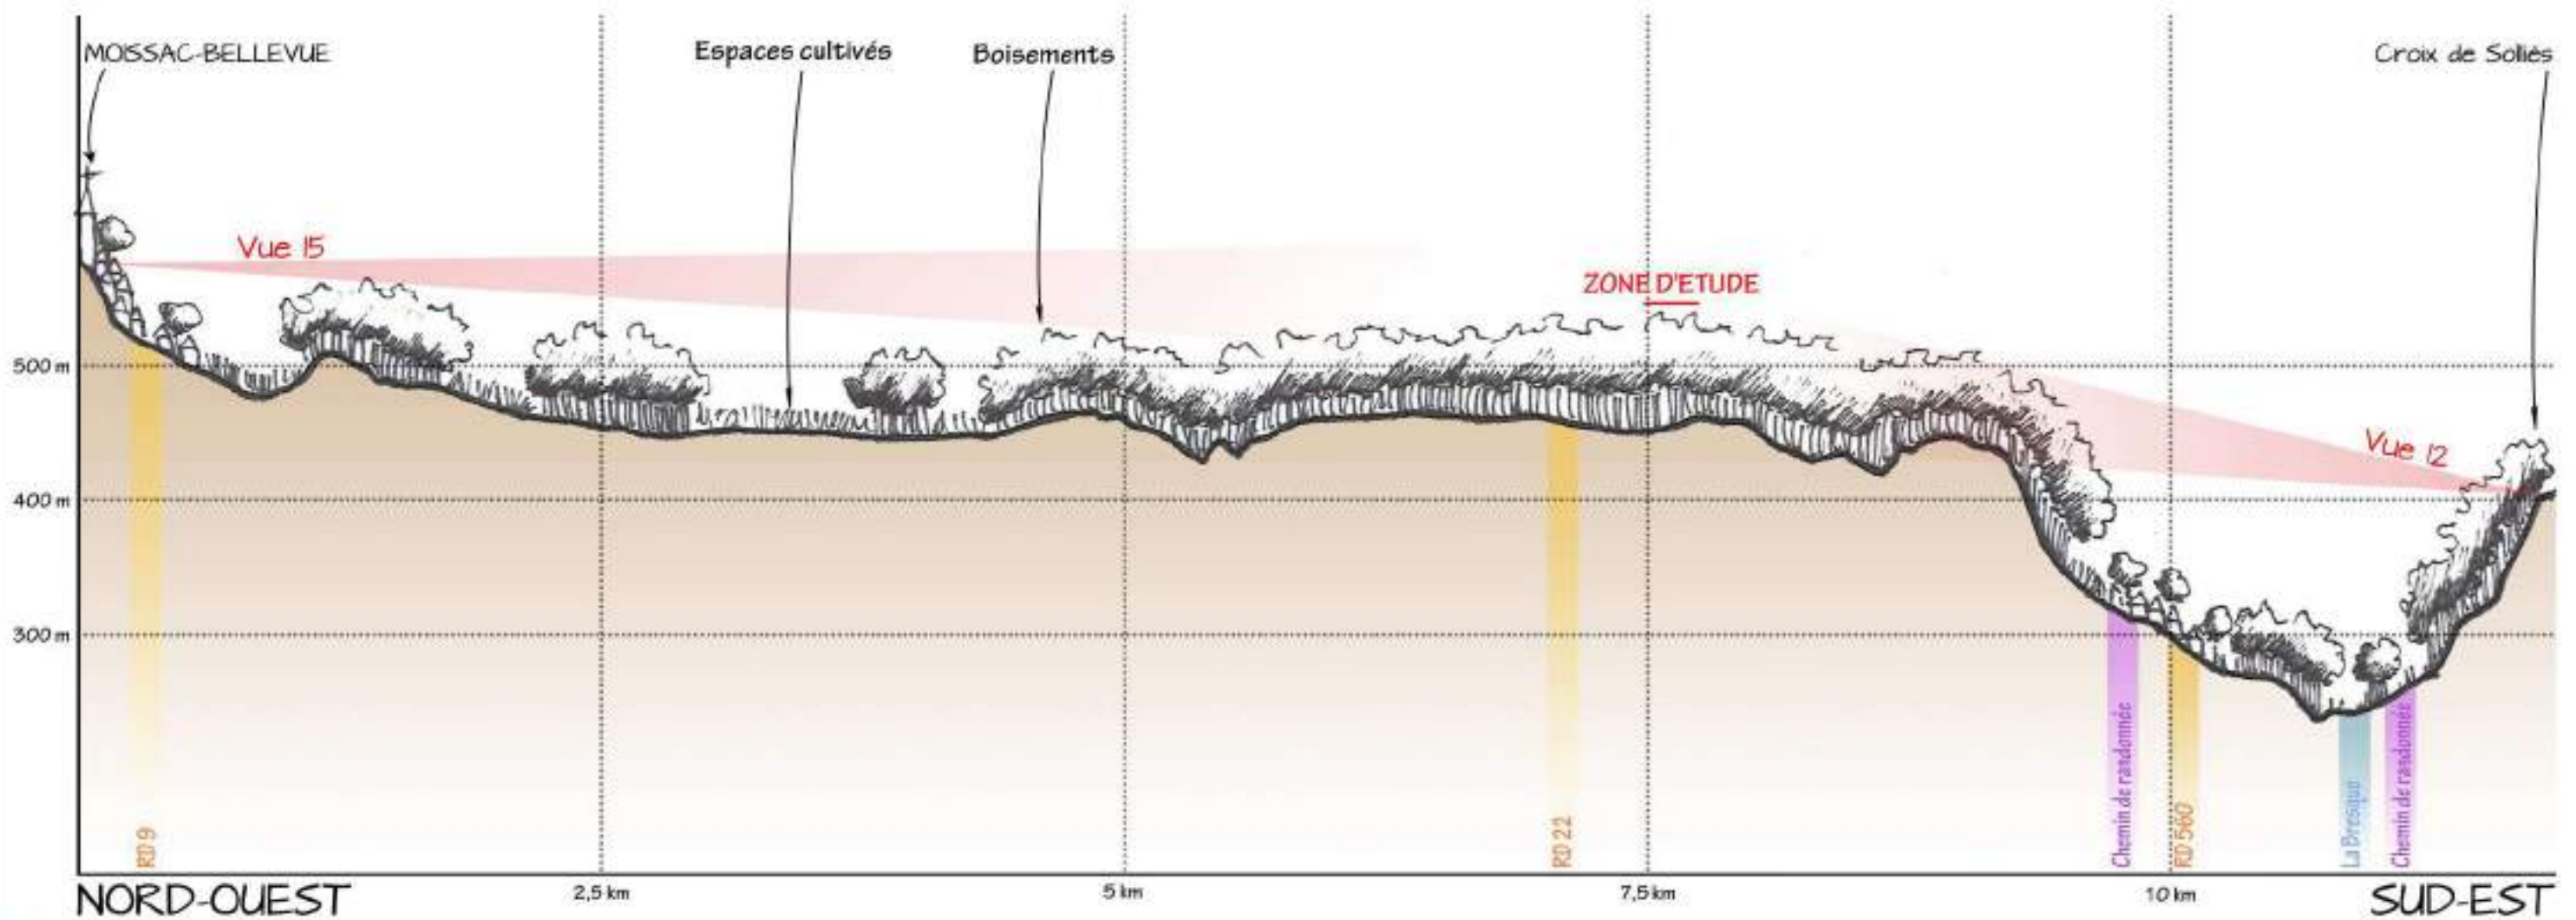 MOISSAC-BELLEVUE
Espaces cultivés
Boisements
Croix de Solliès
Vue 15
ZONE D'ETUDE
Vue 12
500 m
400 m
300 m
RD 9
RD 22
Chemin de randonnée
RD 560
La Bresque
Chemin de randonnée
NORD-OUEST
2,5 km
5 km
7,5 km
10 km
SUD-EST